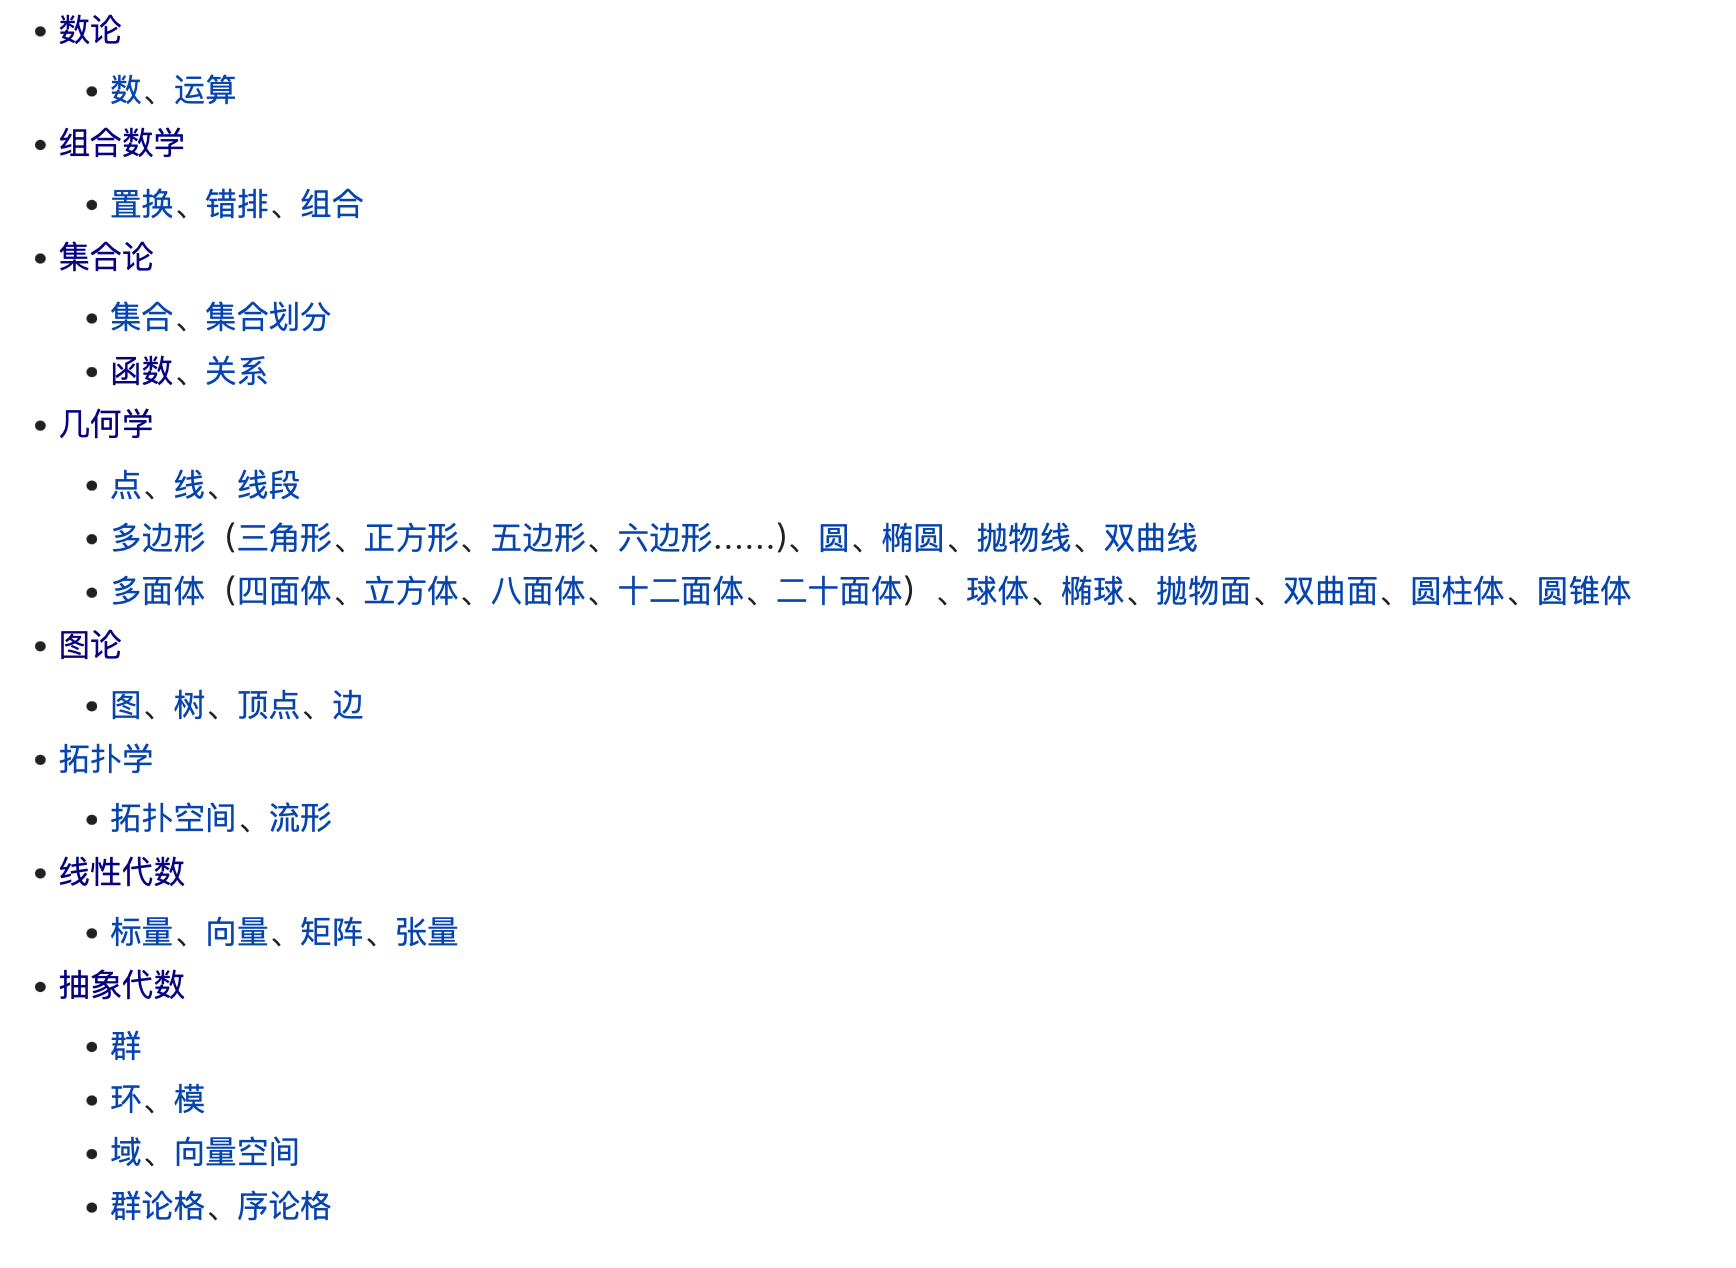 数论
数、运算
组合数学
置换、错排、组合
集合论
集合、集合划分
函数、关系
几何学
点、线、线段
多边形（三角形、正方形、五边形、六边形……)、圆、椭圆、抛物线、双曲线
多面体（四面体、立方体、八面体、十二面体、二十面体）、球体、椭球、抛物面、双曲面、圆柱体、圆锥体
图论
图、树、顶点、边
拓扑学
拓扑空间、流形
线性代数
标量、向量、矩阵、张量
抽象代数
群
环、模
域、向量空间
群论格、序论格